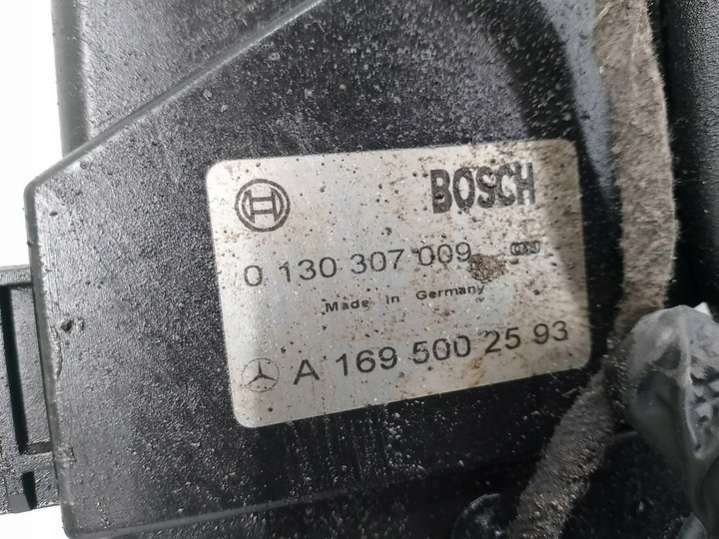 BOSCH
0 130 307 009
Made in Germany
A 169 500 25 93